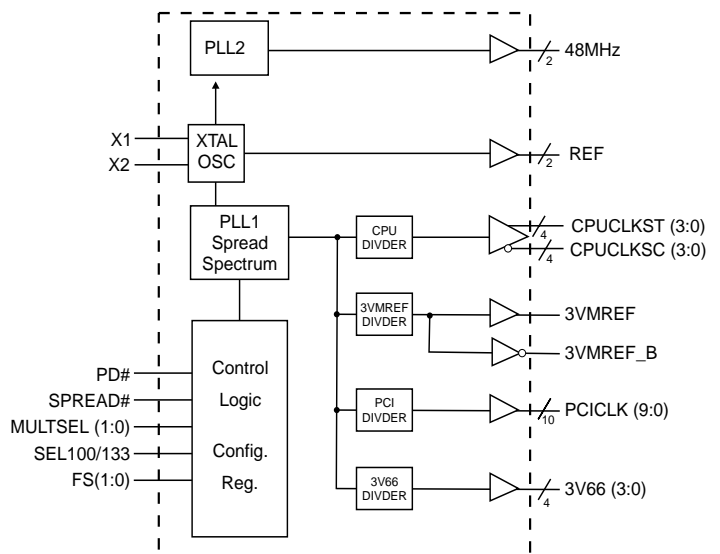 PLL2
48MHz
2
X1
X2
XTAL
OSC
REF
2
PLL1
Spread
Spectrum
CPU
DIVDER
CPUCLKST (3:0)
4
CPUCLKSC (3:0)
4
3VMREF
DIVDER
3VMREF
3VMREF_B
Control
Logic
Config.
Reg.
PD#
SPREAD#
MULTSEL (1:0)
SEL100/133
FS(1:0)
PCI
DIVDER
PCICLK (9:0)
10
3V66
DIVDER
3V66 (3:0)
4